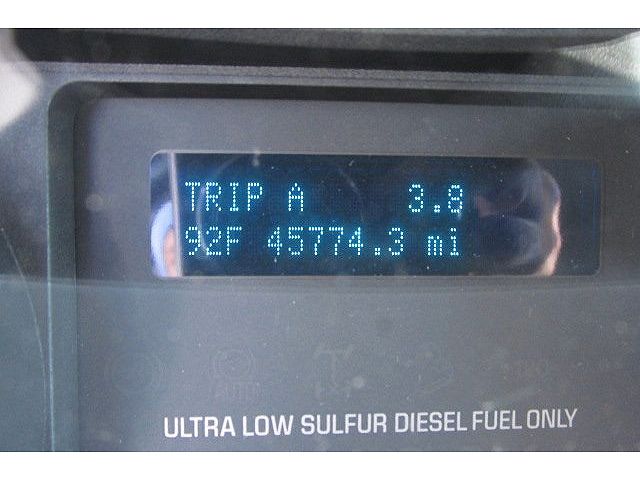 TRIP A 3.8
92F 45774.3 mi
ULTRA LOW SULFUR DIESEL FUEL ONLY